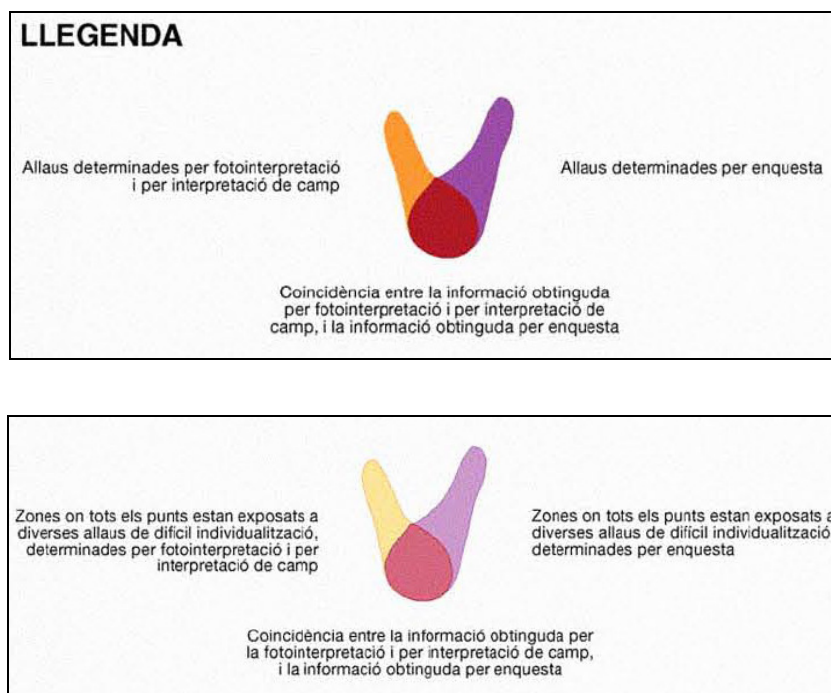 LLEGENDA
Allaus determinades per fotointerpretació
i per interpretació de camp
Allaus determinades per enquesta
Coincidència entre la informació obtinguda
per fotointerpretació i per interpretació de
camp, i la informació obtinguda per enquesta
Zones on tots els punts estan exposats a
diverses allaus de difícil individualització,
determinades per fotointerpretació i per
interpretació de camp
Zones on tots els punts estan exposats a
diverses allaus de difícil individualització
determinades per enquesta
Coincidència entre la informació obtinguda per
la fotointerpretació i per interpretació de camp,
i la informació obtinguda per enquesta